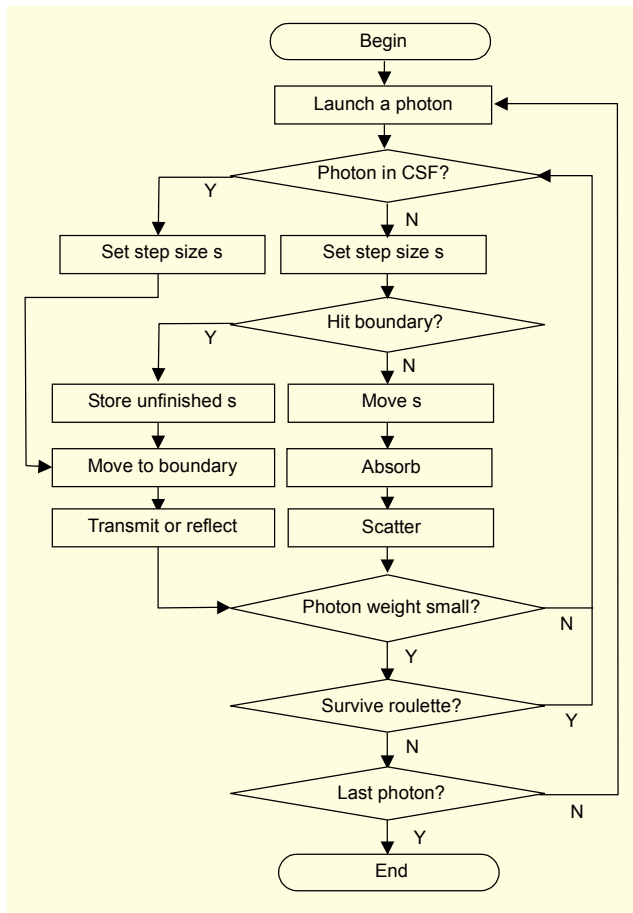 Begin
Launch a photon
Photon in CSF?
Y
N
Set step size s
Set step size s
Hit boundary?
Y
N
Store unfinished s
Move s
Move to boundary
Absorb
Transmit or reflect
Scatter
Photon weight small?
N
Y
Survive roulette?
Y
N
Last photon?
N
Y
End